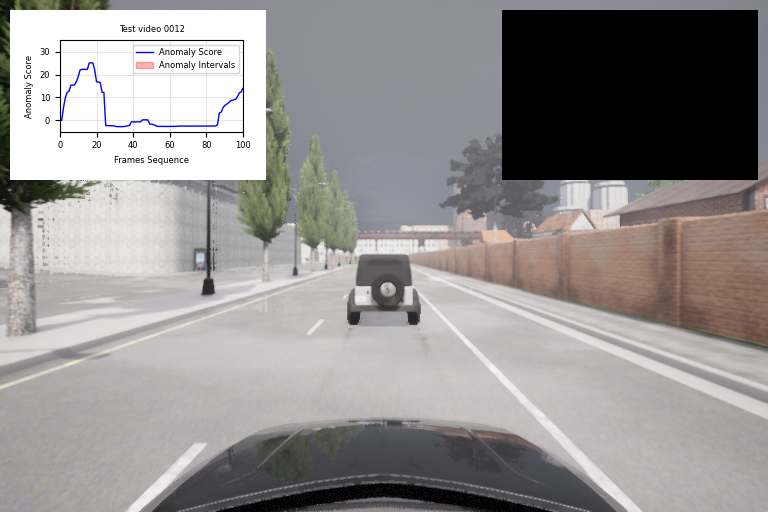 Test video 0012
Anomaly Score
Anomaly Intervals
Anomaly Score
30
20
10
0
0 20 40 60 80 100
Frames Sequence